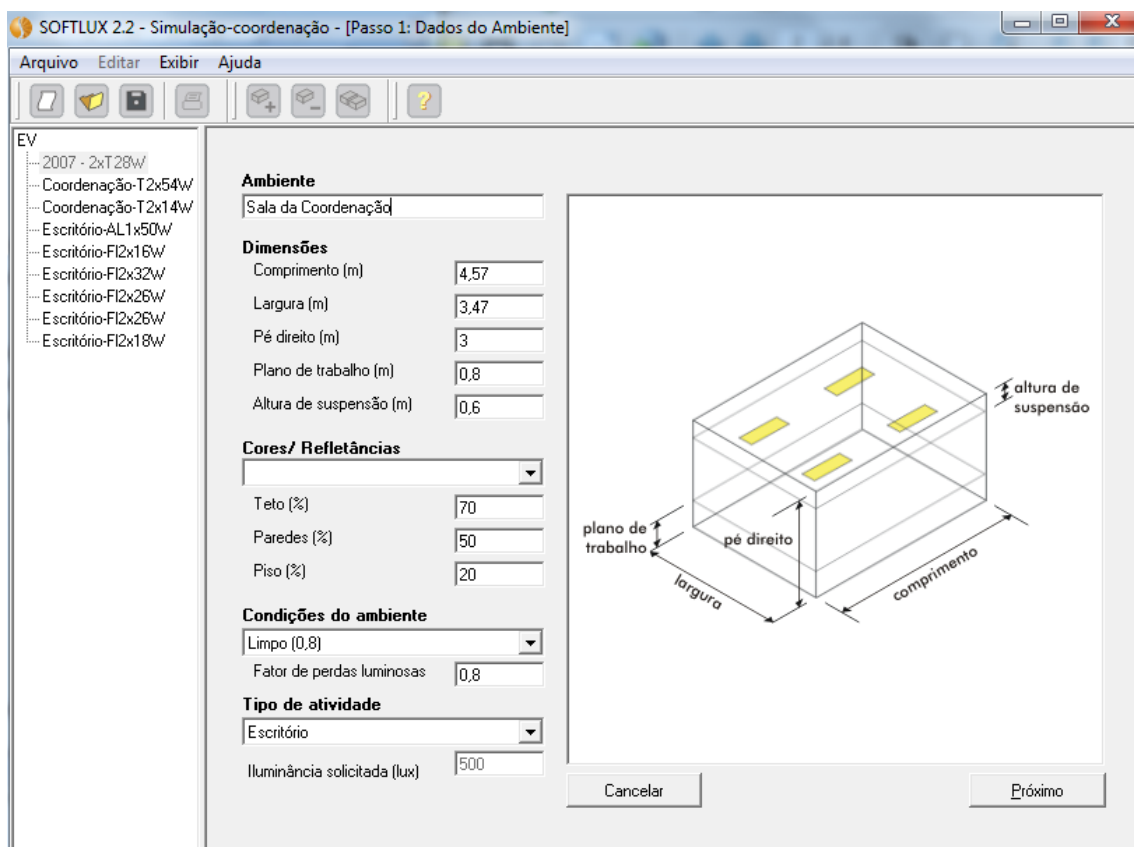 SOFTLUX 2.2 - Simulação-coordenação - [Passo 1: Dados do Ambiente]
Arquivo Editar Exibir Ajuda
EV
2007 - 2xT28W
Coordenação-T2x54W
Coordenação-T2x14W
Escritório-AL1x50W
Escritório-Fl2x16W
Escritório-Fl2x32W
Escritório-Fl2x26W
Escritório-Fl2x26W
Escritório-Fl2x18W
Ambiente
Sala da Coordenação
Dimensões
Comprimento (m) 4,57
Largura (m) 3,47
Pé direito (m) 3
Plano de trabalho (m) 0,8
Altura de suspensão (m) 0,6
Cores/ Refletâncias
Teto (%) 70
Paredes (%) 50
Piso (%) 20
Condições do ambiente
Limpo (0,8)
Fator de perdas luminosas 0,8
Tipo de atividade
Escritório
Iluminância solicitada (lux) 500
altura de
suspensão
plano de
trabalho
pé direito
largura
comprimento
Cancelar
Próximo